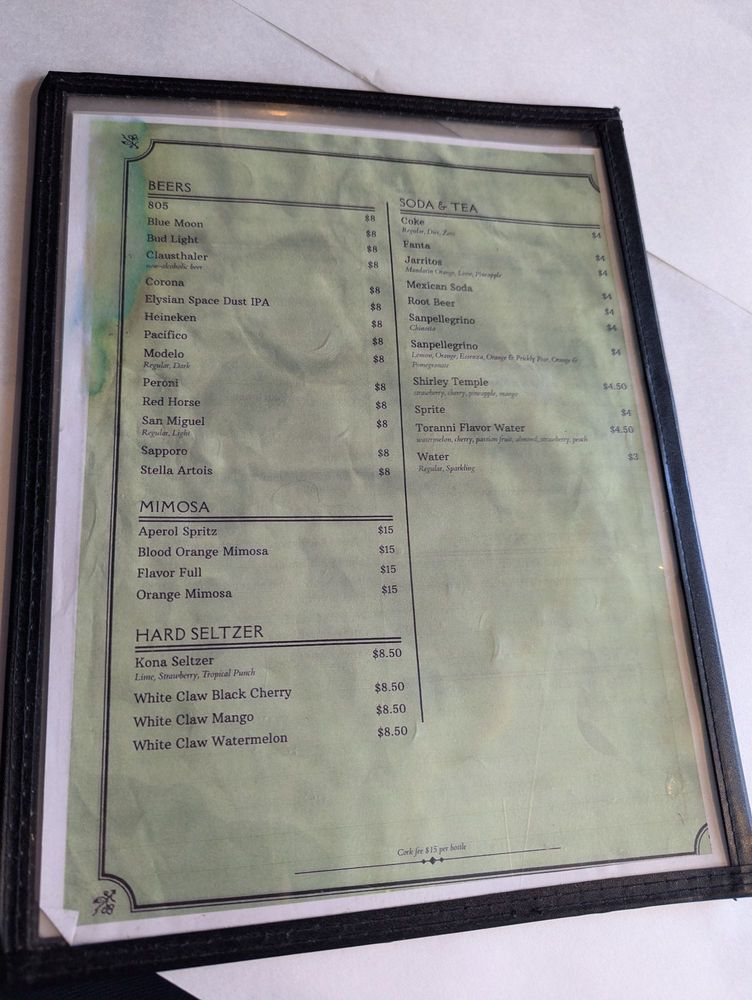 BEERS
805 $8
Blue Moon $8
Bud Light $8
Clausthaler $8
non-alcoholic beer
Corona $8
Elysian Space Dust IPA $8
Heineken $8
Pacifico $8
Modelo $8
Regular, Dark
Peroni $8
Red Horse $8
San Miguel $8
Regular, Light
Sapporo $8
Stella Artois $8
MIMOSA
Aperol Spritz $15
Blood Orange Mimosa $15
Flavor Full $15
Orange Mimosa $15
HARD SELTZER
Kona Seltzer $8.50
Lime, Strawberry, Tropical Punch
White Claw Black Cherry $8.50
White Claw Mango $8.50
White Claw Watermelon $8.50
SODA & TEA
Coke $4
Regular, Diet, Zero
Fanta $4
Jarritos $4
Mandarin Orange, Lime, Pineapple
Mexican Soda $4
Root Beer $4
Sanpellegrino $4
Chinotto
Sanpellegrino $4
Lemon, Orange, Essenza, Orange & Prickly Pear, Orange &
Pomegranate
Shirley Temple $4.50
strawberry, cherry, pineapple, mango
Sprite $4
Toranni Flavor Water $4.50
watermelon, cherry, passion fruit, almond, strawberry, peach
Water $3
Regular, Sparkling
Cork fee $15 per bottle